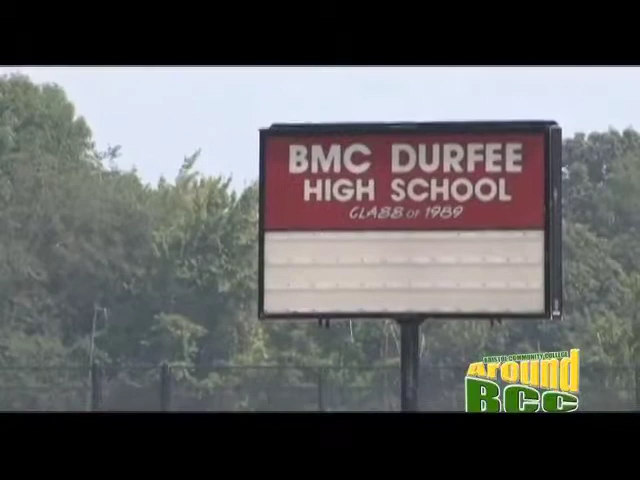 BMC DURFEE
HIGH SCHOOL
CLASS OF 1989
BRISTOL COMMUNITY COLLEGE
Around
BCC